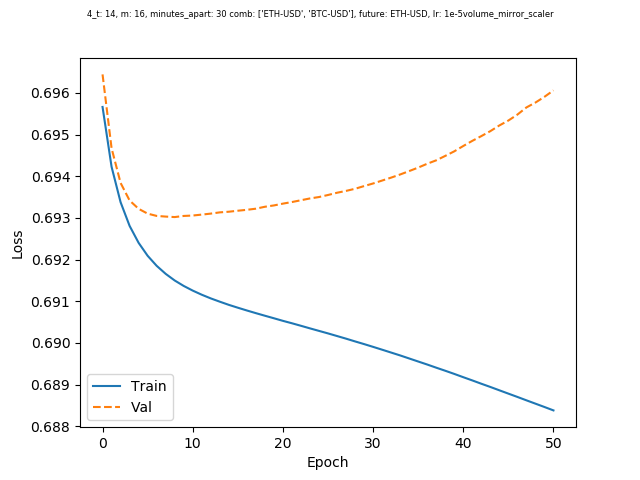 4_t: 14, m: 16, minutes_apart: 30 comb: ['ETH-USD', 'BTC-USD'], future: ETH-USD, lr: 1e-5volume_mirror_scaler
0.696
0.695
0.694
0.693
0.692
0.691
0.690
0.689
0.688
Loss
Train
Val
0 10 20 30 40 50
Epoch